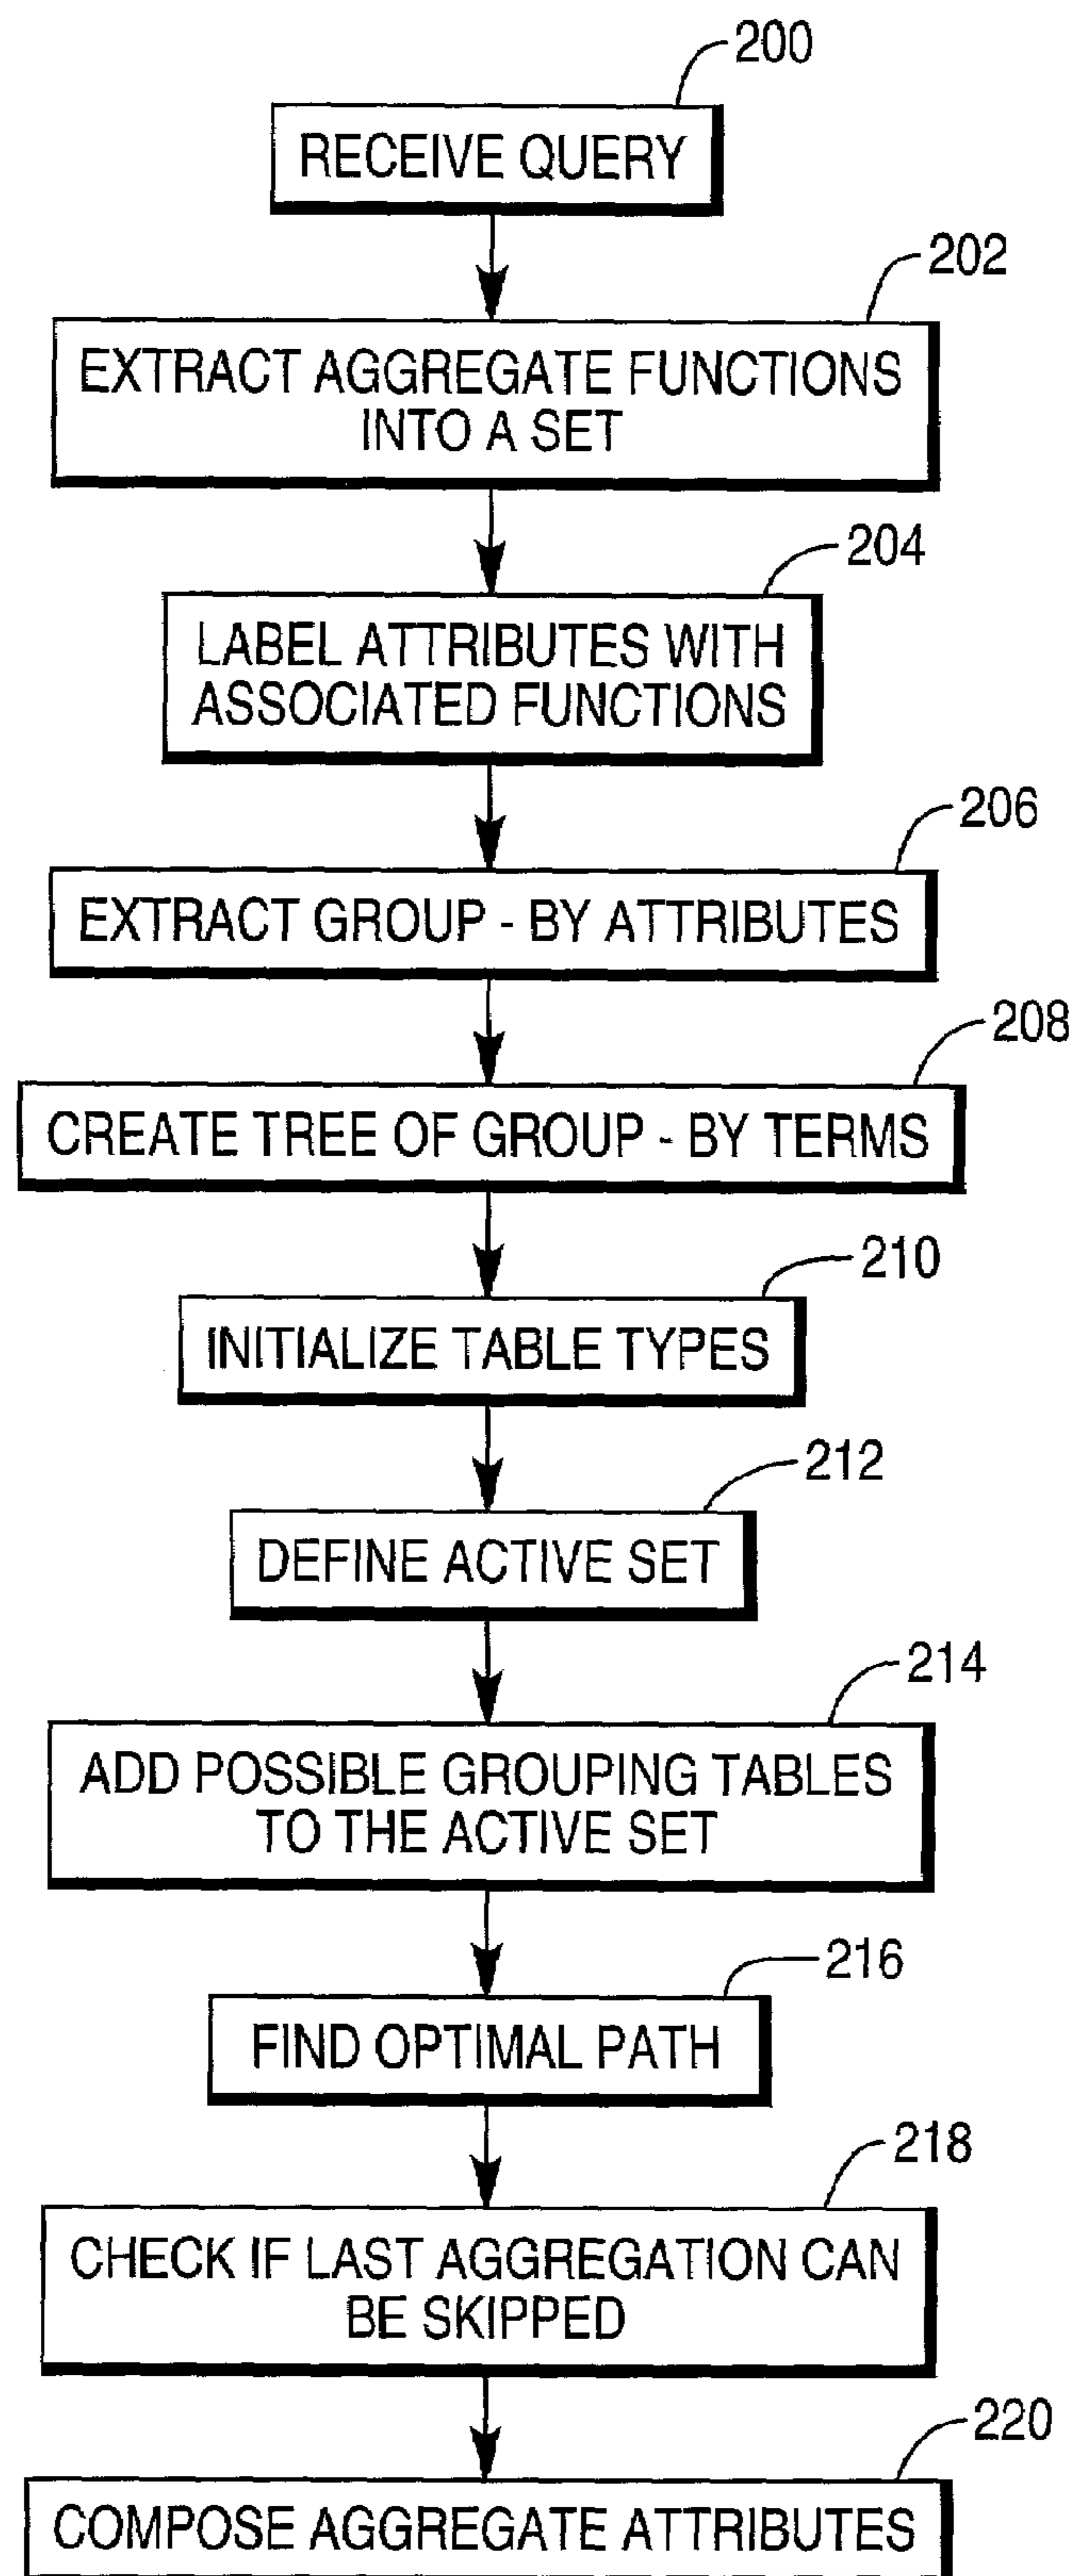 200
RECEIVE QUERY
202
EXTRACT AGGREGATE FUNCTIONS
INTO A SET
204
LABEL ATTRIBUTES WITH
ASSOCIATED FUNCTIONS
206
EXTRACT GROUP - BY ATTRIBUTES
208
CREATE TREE OF GROUP - BY TERMS
210
INITIALIZE TABLE TYPES
212
DEFINE ACTIVE SET
214
ADD POSSIBLE GROUPING TABLES
TO THE ACTIVE SET
216
FIND OPTIMAL PATH
218
CHECK IF LAST AGGREGATION CAN
BE SKIPPED
220
COMPOSE AGGREGATE ATTRIBUTES